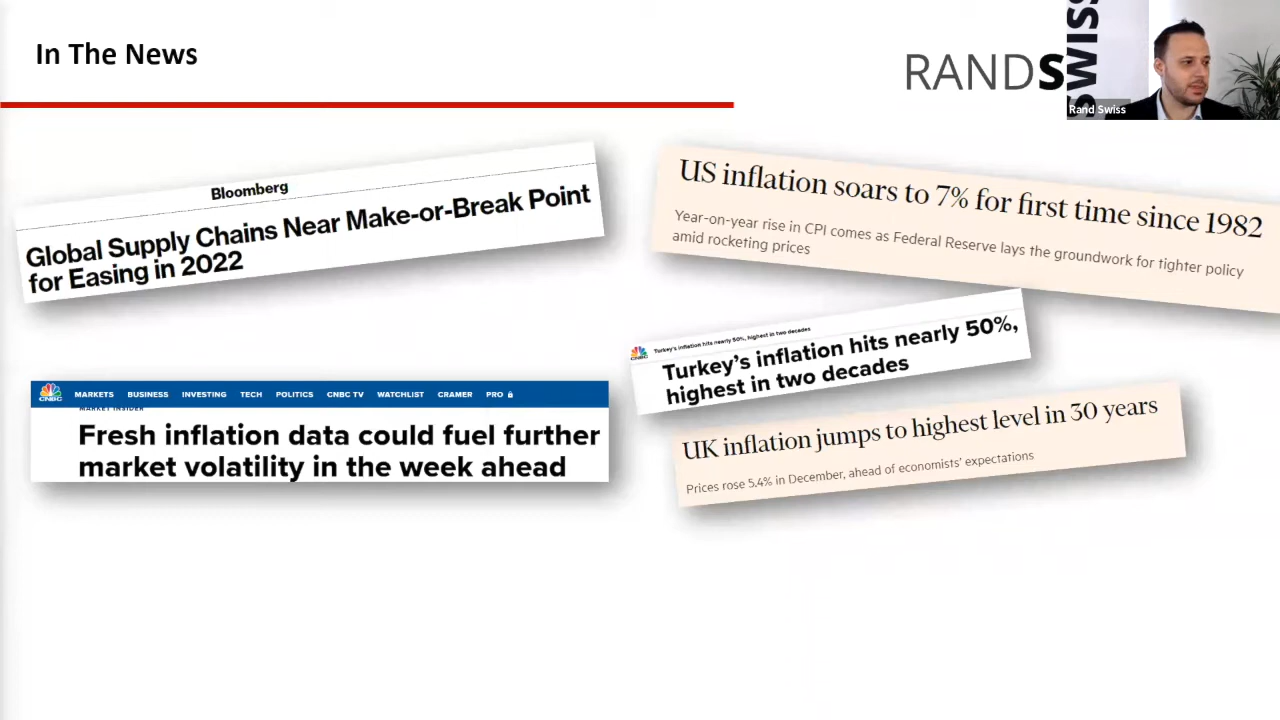 In The News
RANDS
SWISS
Rand Swiss
Bloomberg
Global Supply Chains Near Make-or-Break Point
for Easing in 2022
US inflation soars to 7% for first time since 1982
Year-on-year rise in CPI comes as Federal Reserve lays the groundwork for tighter policy
amid rocketing prices
CNBC Turkey's inflation hits nearly 50%, highest in two decades
Turkey's inflation hits nearly 50%,
highest in two decades
CNBC MARKETS BUSINESS INVESTING TECH POLITICS CNBC TV WATCHLIST CRAMER PRO
MARKET INSIDER
Fresh inflation data could fuel further
market volatility in the week ahead
UK inflation jumps to highest level in 30 years
Prices rose 5.4% in December, ahead of economists' expectations